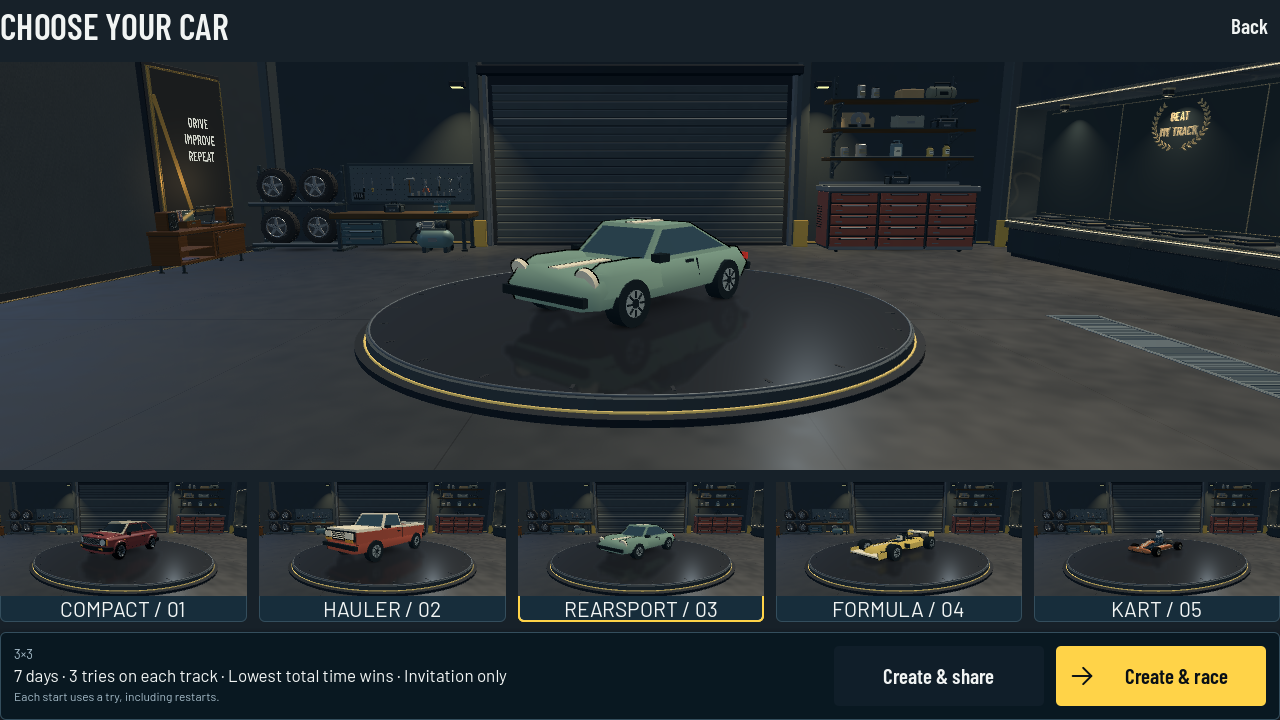 CHOOSE YOUR CAR
Back
DRIVE
IMPROVE
REPEAT
BEAT
MY TRACK
COMPACT / 01
HAULER / 02
REARSPORT / 03
FORMULA / 04
KART / 05
3×3
7 days · 3 tries on each track · Lowest total time wins · Invitation only
Each start uses a try, including restarts.
Create & share
Create & race